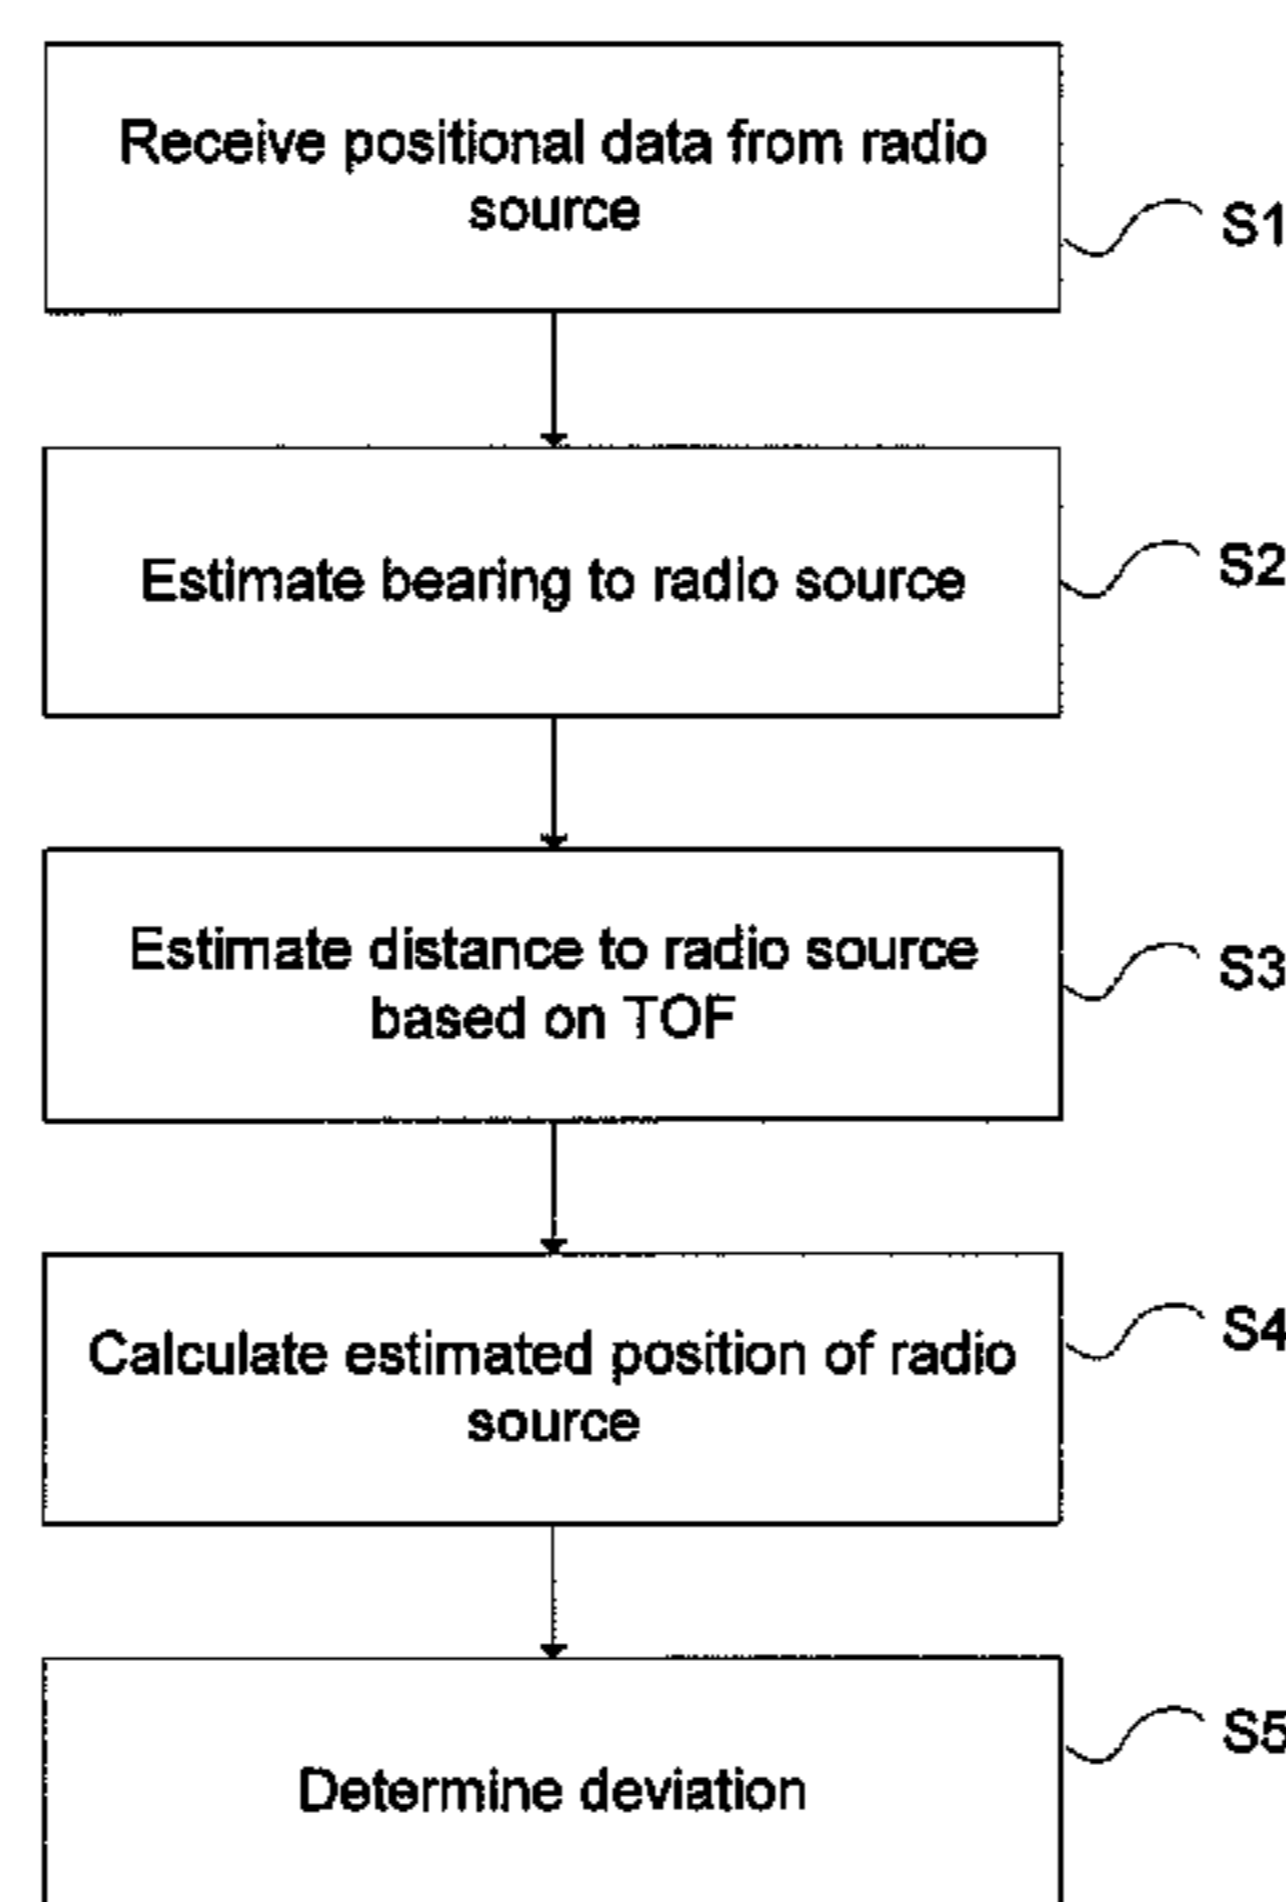 Receive positional data from radio
source
S1
Estimate bearing to radio source
S2
Estimate distance to radio source
based on TOF
S3
Calculate estimated position of radio
source
S4
Determine deviation
S5